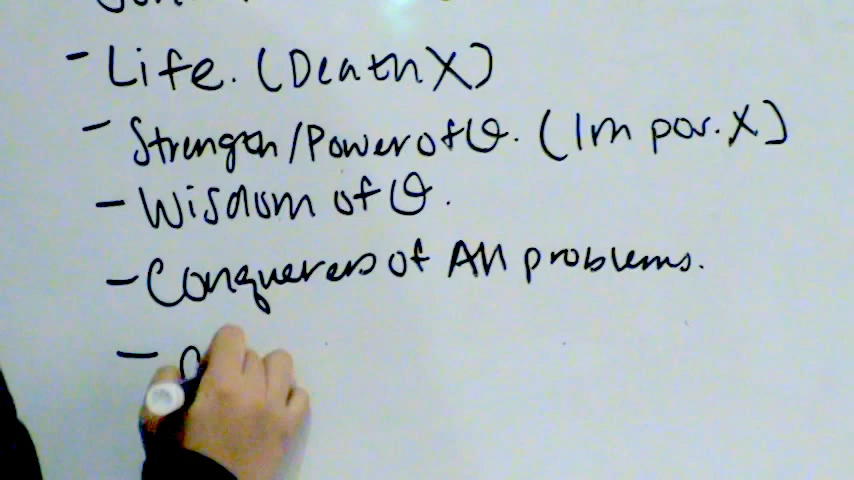 - Life. (Death X)
- Strength/Power of θ. (Im por. X)
- Wisdom of θ.
- Conquerers of All problems.
-